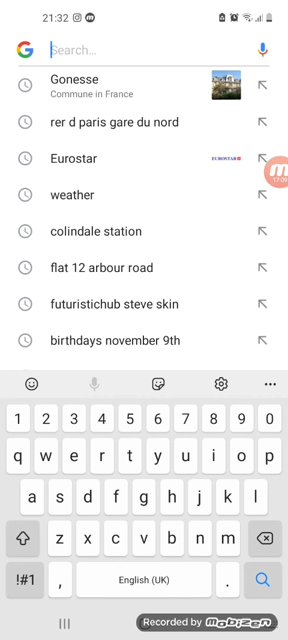 21:32
Search...
Gonesse
Commune in France
rer d paris gare du nord
Eurostar
EUROSTAR
weather
colindale station
flat 12 arbour road
futuristichub steve skin
birthdays november 9th
1 2 3 4 5 6 7 8 9 0
q w e r t y u i o p
a s d f g h j k l
z x c v b n m
!#1 , English (UK) .
Recorded by mobizen